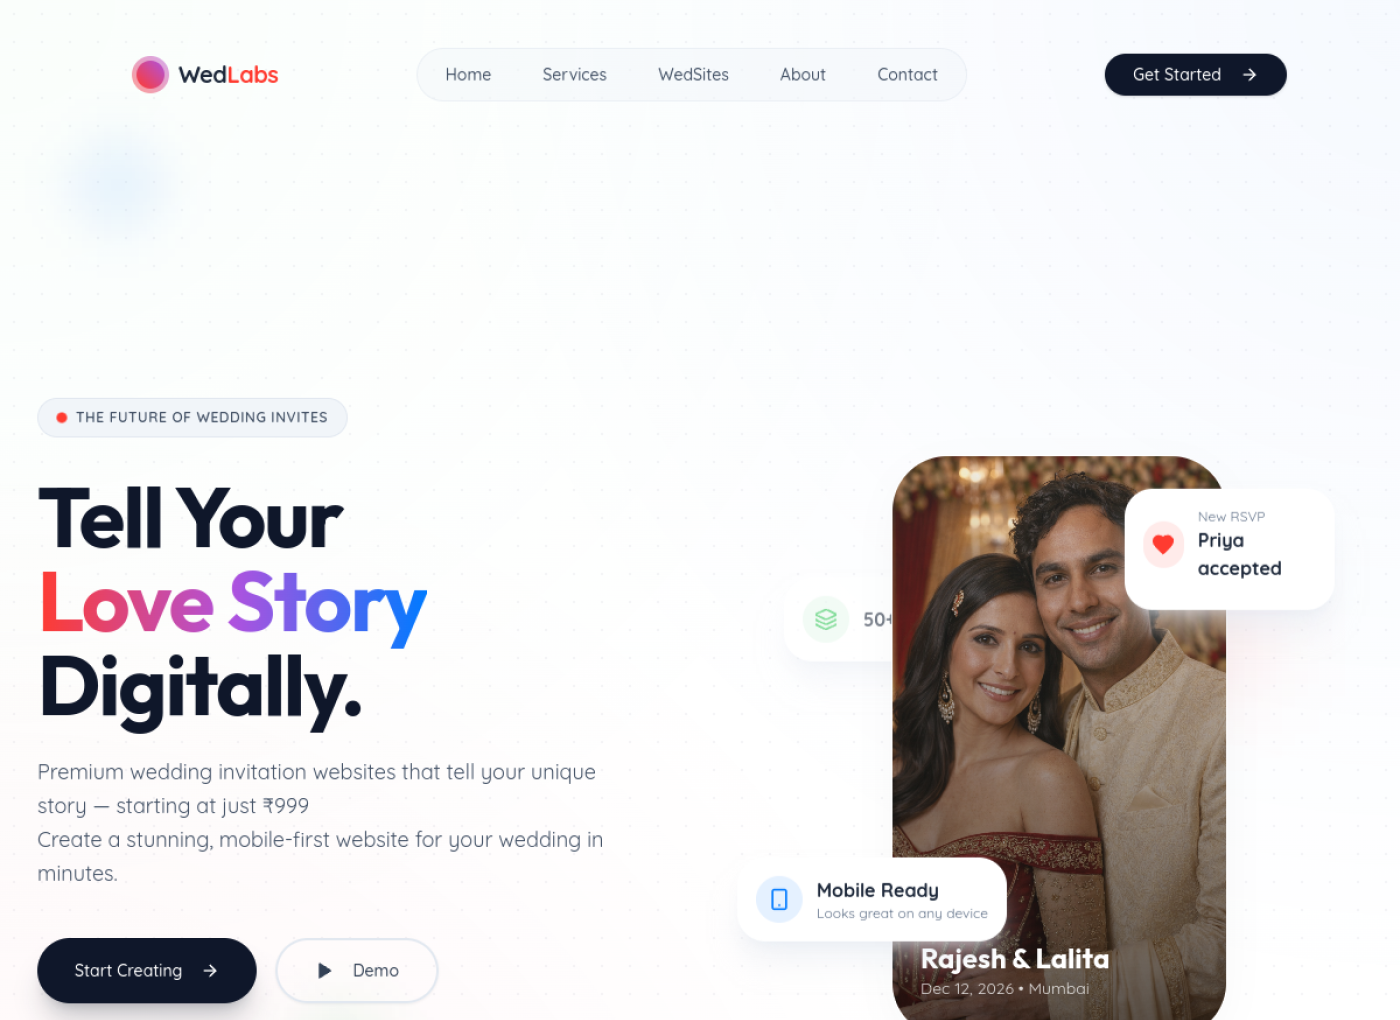 WedLabs
Home Services WedSites About Contact
Get Started
THE FUTURE OF WEDDING INVITES
Tell Your
Love Story
Digitally.
Premium wedding invitation websites that tell your unique
story — starting at just ₹999
Create a stunning, mobile-first website for your wedding in
minutes.
Start Creating
Demo
New RSVP
Priya
accepted
50+
Mobile Ready
Looks great on any device
Rajesh & Lalita
Dec 12, 2026 • Mumbai